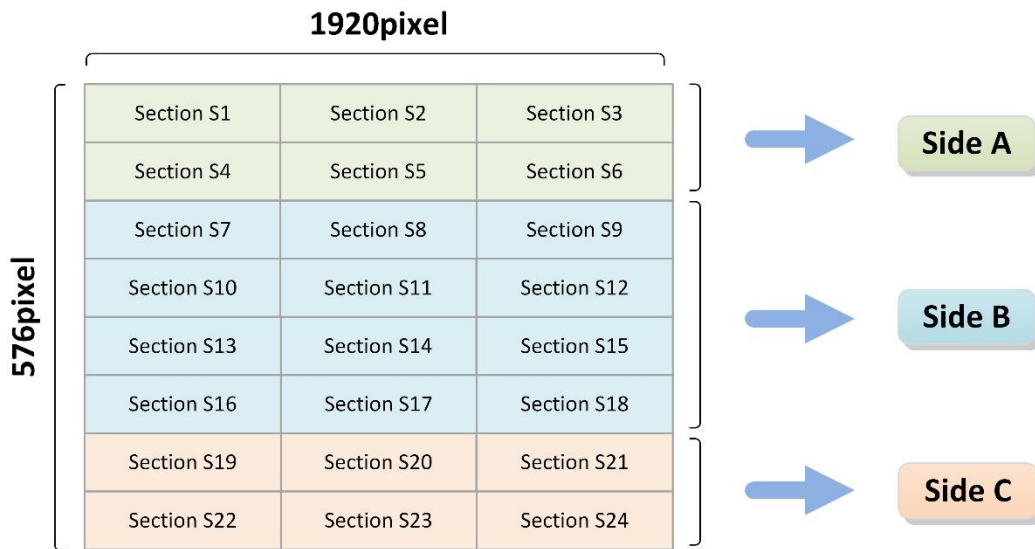 1920pixel
576pixel
Section S1 Section S2 Section S3
Section S4 Section S5 Section S6
Side A
Section S7 Section S8 Section S9
Section S10 Section S11 Section S12
Section S13 Section S14 Section S15
Section S16 Section S17 Section S18
Side B
Section S19 Section S20 Section S21
Section S22 Section S23 Section S24
Side C